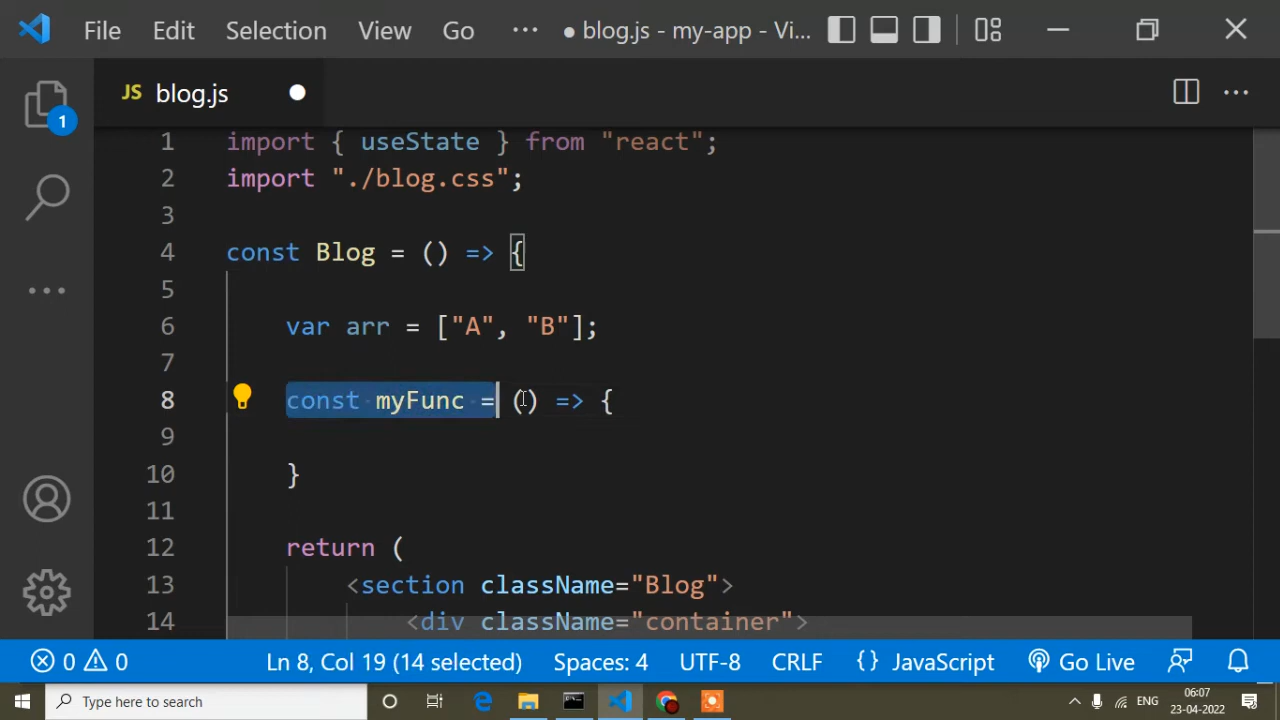 File Edit Selection View Go ··· ● blog.js - my-app - Vi...
JS blog.js
1 import { useState } from "react";
2 import "./blog.css";
3
4 const Blog = () => {
5
6 var arr = ["A", "B"];
7
8 const myFunc = () => {
9
10 }
11
12 return (
13 <section className="Blog">
14 <div className="container">
1
0 0 Ln 8, Col 19 (14 selected) Spaces: 4 UTF-8 CRLF {} JavaScript Go Live
Type here to search
ENG
06:07
23-04-2022